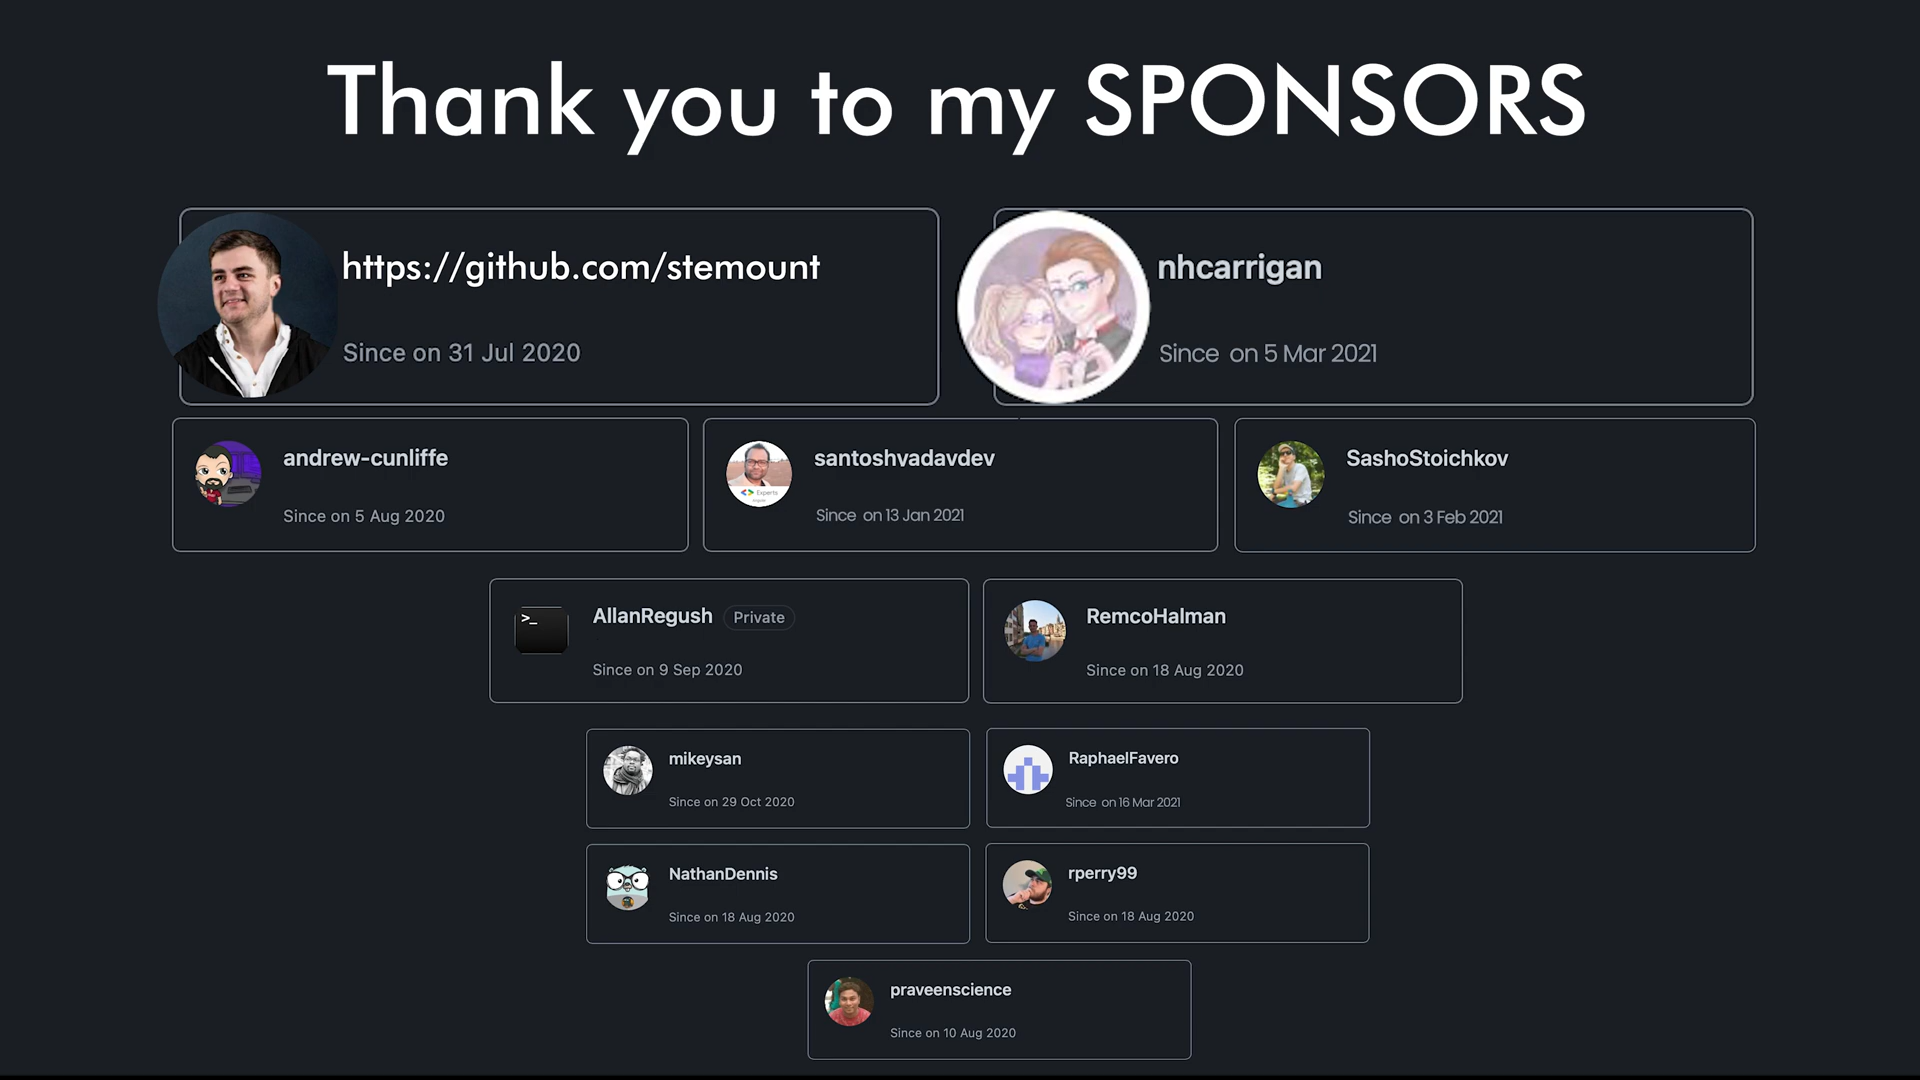 Thank you to my SPONSORS
https://github.com/stemount
Since on 31 Jul 2020
nhcarrigan
Since on 5 Mar 2021
andrew-cunliffe
Since on 5 Aug 2020
santoshyadavdev
Since on 13 Jan 2021
SashoStoichkov
Since on 3 Feb 2021
>_
AllanRegush Private
Since on 9 Sep 2020
RemcoHalman
Since on 18 Aug 2020
mikeysan
Since on 29 Oct 2020
RaphaelFavero
Since on 16 Mar 2021
NathanDennis
Since on 18 Aug 2020
rperry99
Since on 18 Aug 2020
praveenscience
Since on 10 Aug 2020
Experts